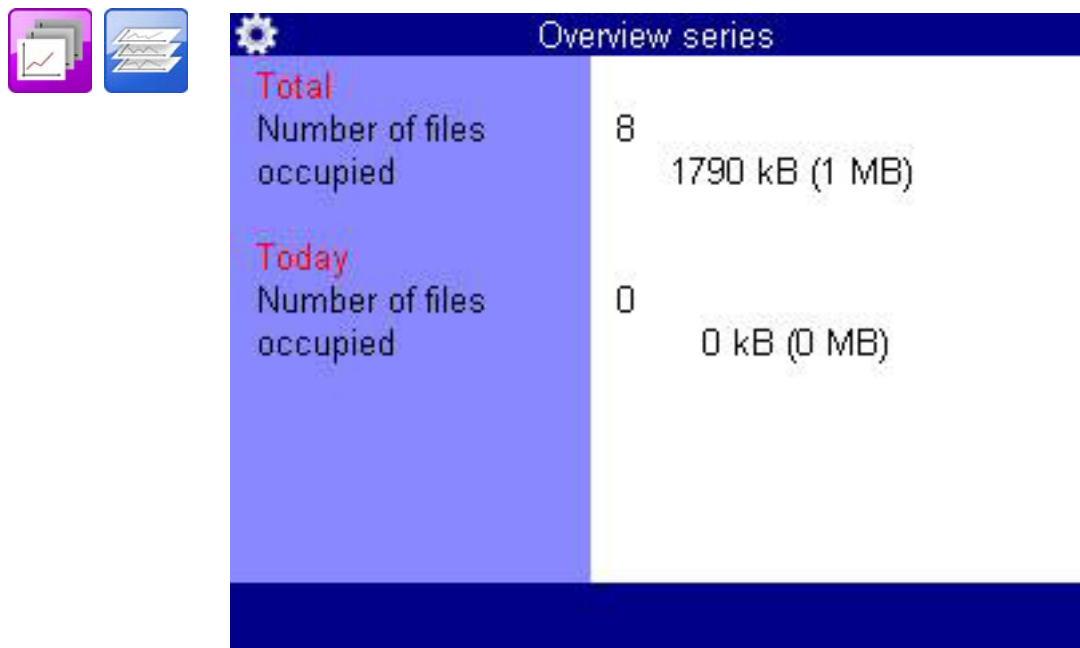 Overview series
Total
Number of files 8
occupied 1790 kB (1 MB)
Today
Number of files 0
occupied 0 kB (0 MB)